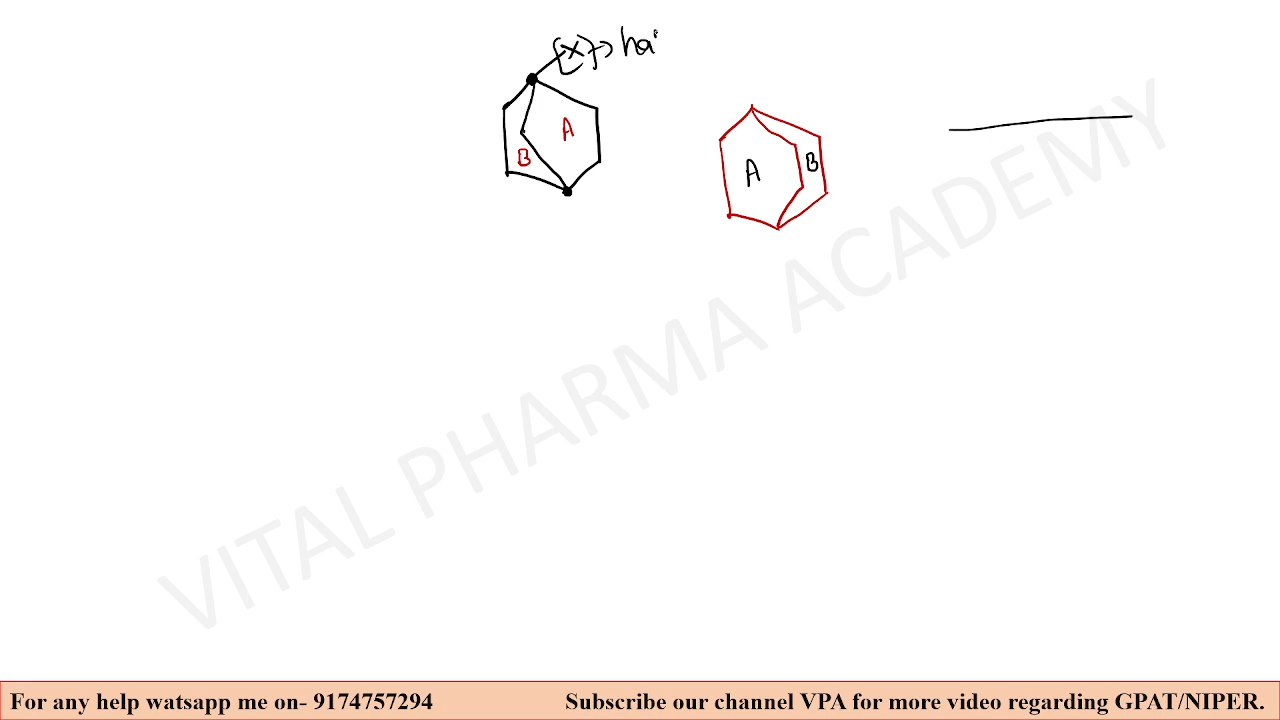 (x)→ hai
A
B
A
B
VITAL PHARMA ACADEMY
For any help watsapp me on- 9174757294
Subscribe our channel VPA for more video regarding GPAT/NIPER.